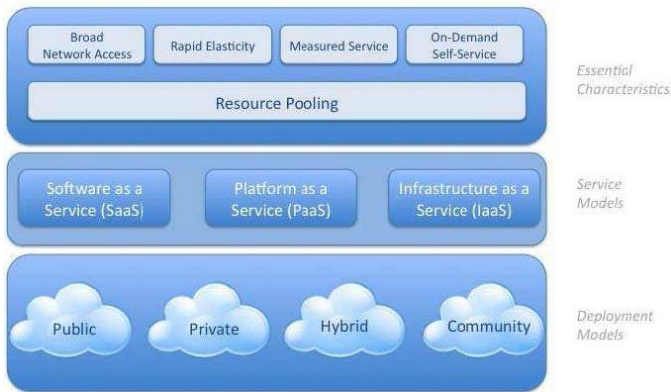 Broad
Network Access
Rapid Elasticity
Measured Service
On-Demand
Self-Service
Resource Pooling
Essential
Characteristics
Software as a
Service (SaaS)
Platform as a
Service (PaaS)
Infrastructure as a
Service (IaaS)
Service
Models
Public
Private
Hybrid
Community
Deployment
Models